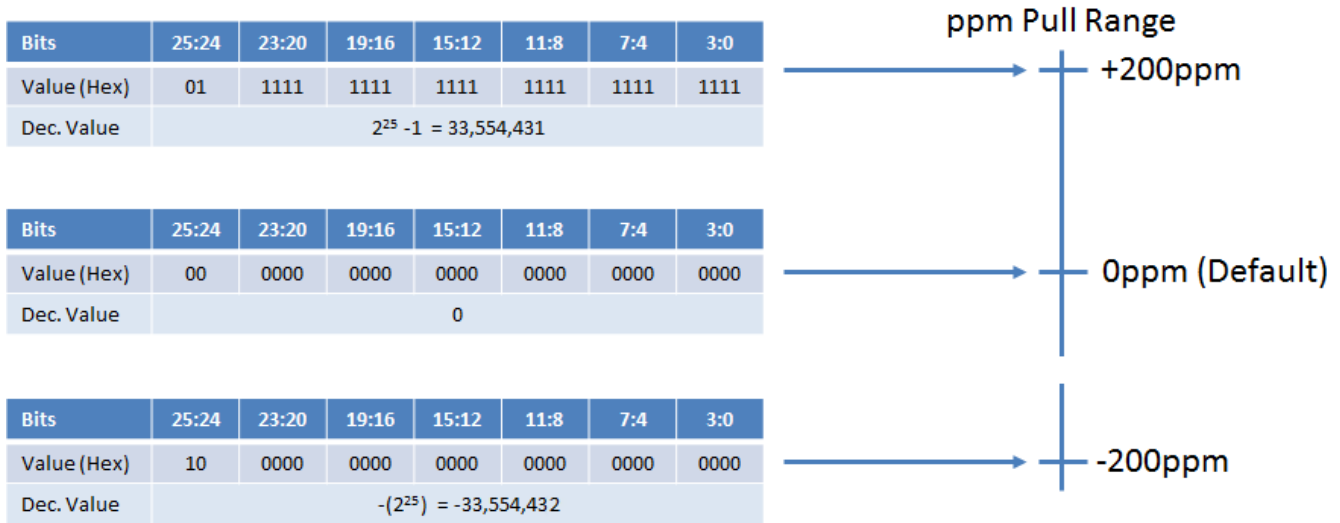 ppm Pull Range
Bits 25:24 23:20 19:16 15:12 11:8 7:4 3:0
Value (Hex) 01 1111 1111 1111 1111 1111 1111
Dec. Value 2²⁵ -1 = 33,554,431
+200ppm
Bits 25:24 23:20 19:16 15:12 11:8 7:4 3:0
Value (Hex) 00 0000 0000 0000 0000 0000 0000
Dec. Value 0
0ppm (Default)
Bits 25:24 23:20 19:16 15:12 11:8 7:4 3:0
Value (Hex) 10 0000 0000 0000 0000 0000 0000
Dec. Value -(2²⁵) = -33,554,432
-200ppm